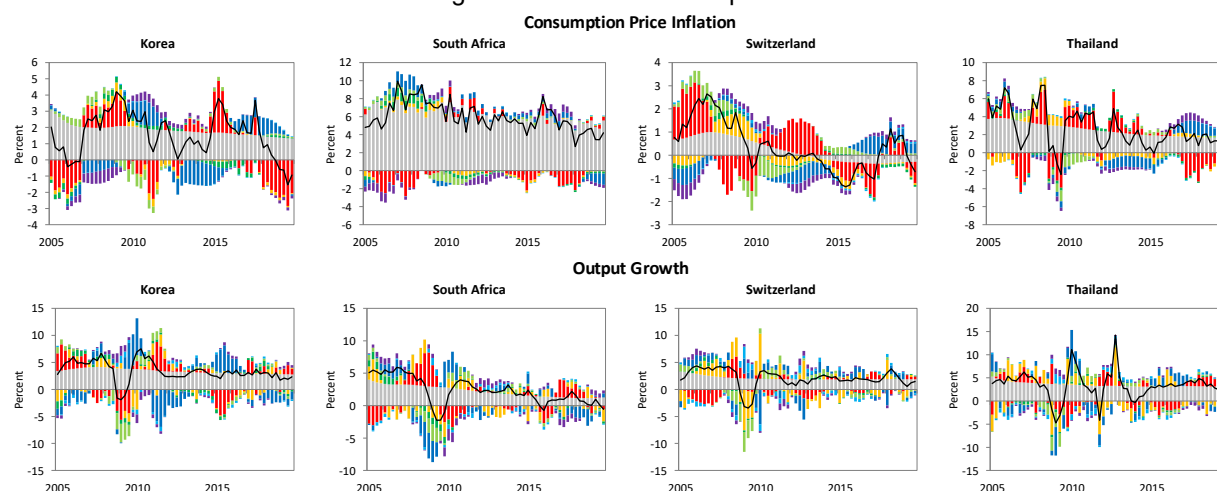 Consumption Price Inflation
Korea
South Africa
Switzerland
Thailand
Percent
6
5
4
3
2
1
0
-1
-2
-3
-4
2005 2010 2015
Percent
12
10
8
6
4
2
0
-2
-4
-6
2005 2010 2015
Percent
4
3
2
1
0
-1
-2
-3
2005 2010 2015
Percent
10
8
6
4
2
0
-2
-4
-6
-8
2005 2010 2015
Output Growth
Korea
South Africa
Switzerland
Thailand
Percent
15
10
5
0
-5
-10
-15
2005 2010 2015
Percent
15
10
5
0
-5
-10
2005 2010 2015
Percent
15
10
5
0
-5
-10
-15
2005 2010 2015
Percent
20
15
10
5
0
-5
-10
-15
2005 2010 2015